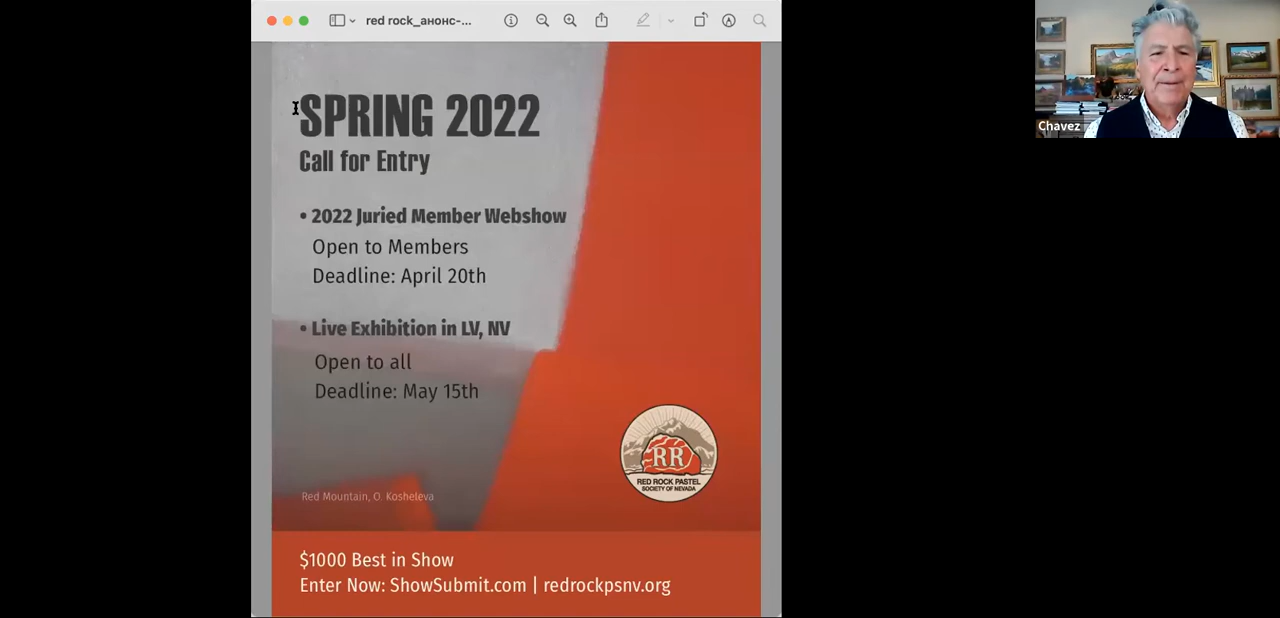 red rock_анонс-...
SPRING 2022
Call for Entry
• 2022 Juried Member Webshow
Open to Members
Deadline: April 20th
• Live Exhibition in LV, NV
Open to all
Deadline: May 15th
Red Mountain, O. Kosheleva
RR
RED ROCK PASTEL
SOCIETY OF NEVADA
$1000 Best in Show
Enter Now: ShowSubmit.com | redrockpsnv.org
Chavez